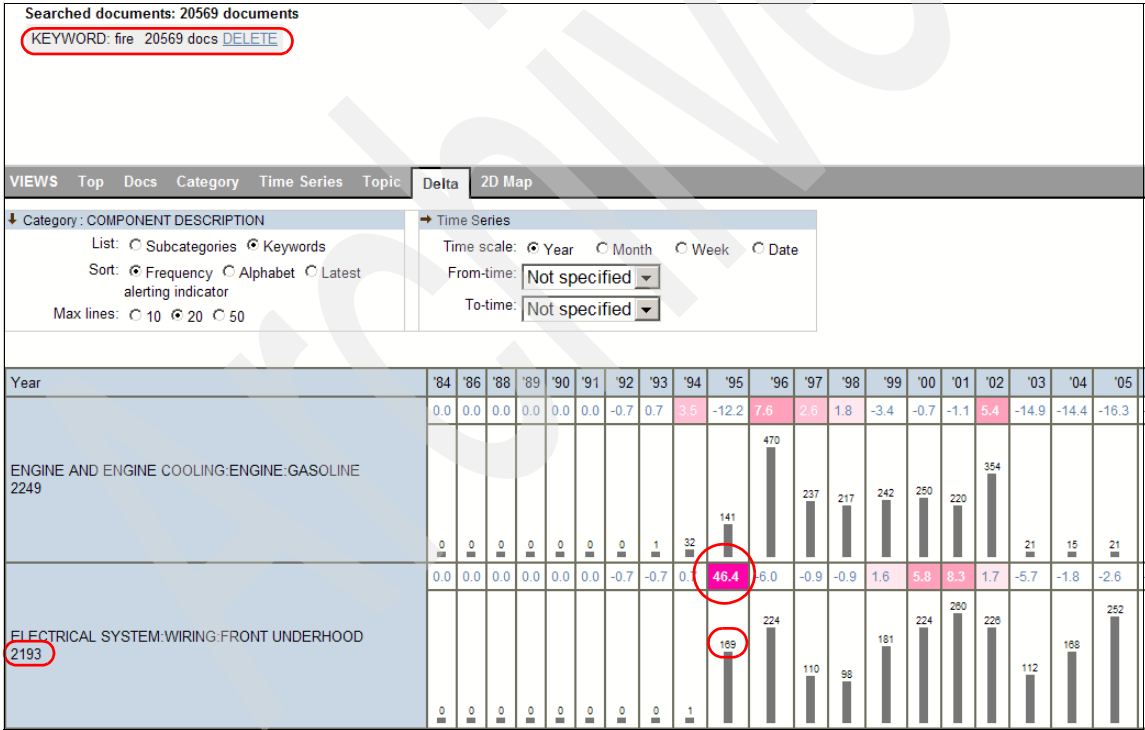 Searched documents: 20569 documents
KEYWORD: fire 20569 docs DELETE
VIEWS Top Docs Category Time Series Topic Delta 2D Map
Category : COMPONENT DESCRIPTION
List: Subcategories Keywords
Sort: Frequency Alphabet Latest
alerting indicator
Max lines: 10 20 50
Time Series
Time scale: Year Month Week Date
From-time: Not specified
To-time: Not specified
Year '84 '86 '88 '89 '90 '91 '92 '93 '94 '95 '96 '97 '98 '99 '00 '01 '02 '03 '04 '05
0.0 0.0 0.0 0.0 0.0 0.0 -0.7 0.7 3.5 -12.2 7.6 2.6 1.8 -3.4 -0.7 -1.1 5.4 -14.9 -14.4 -16.3
ENGINE AND ENGINE COOLING:ENGINE:GASOLINE
2249
0 0 0 0 0 0 0 1 32 141 470 237 217 242 250 220 354 21 15 21
0.0 0.0 0.0 0.0 0.0 0.0 -0.7 -0.7 46.4 -6.0 -0.9 -0.9 1.6 5.8 8.3 1.7 -5.7 -1.8 -2.6
ELECTRICAL SYSTEM:WIRING:FRONT UNDERHOOD
2193
0 0 0 0 0 0 0 0 1 169 224 110 98 181 224 260 226 112 168 252
Archive